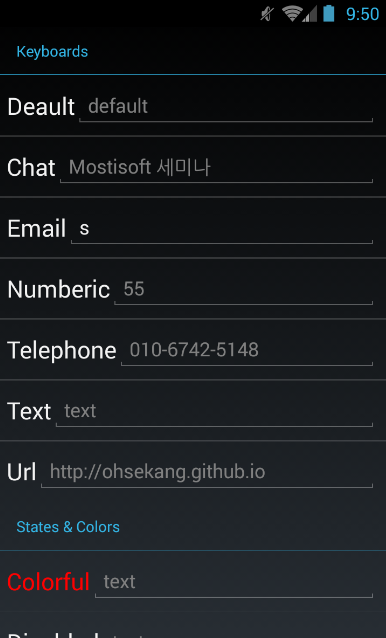 9:50
Keyboards
Deault default
Chat Mostisoft 세미나
Email s
Numberic 55
Telephone 010-6742-5148
Text text
Url http://ohsekang.github.io
States & Colors
Colorful text